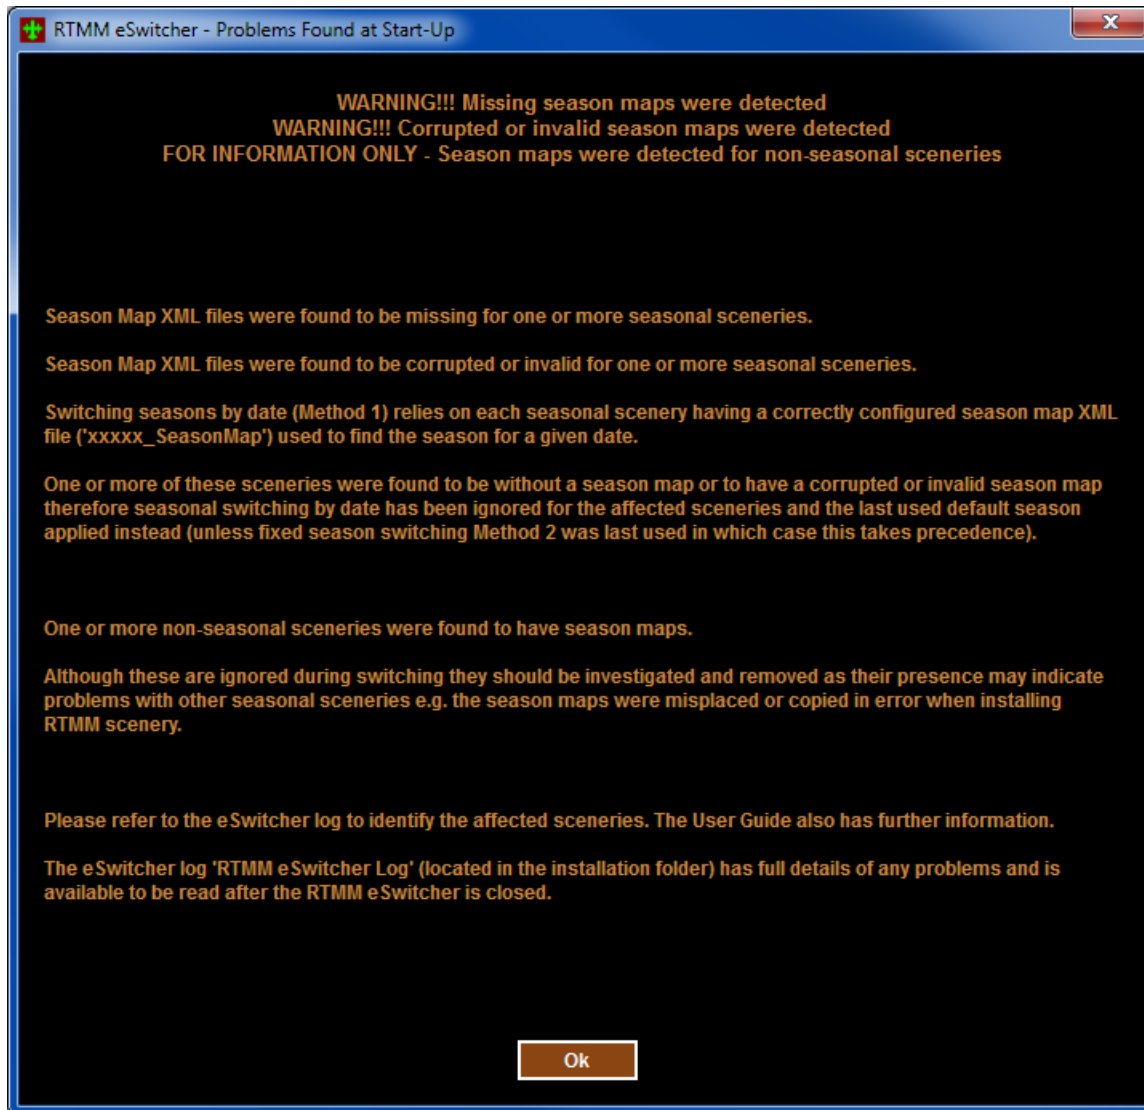 RTMM eSwitcher - Problems Found at Start-Up
WARNING!!! Missing season maps were detected
WARNING!!! Corrupted or invalid season maps were detected
FOR INFORMATION ONLY - Season maps were detected for non-seasonal sceneries
Season Map XML files were found to be missing for one or more seasonal sceneries.
Season Map XML files were found to be corrupted or invalid for one or more seasonal sceneries.
Switching seasons by date (Method 1) relies on each seasonal scenery having a correctly configured season map XML
file ('xxxxx_SeasonMap') used to find the season for a given date.
One or more of these sceneries were found to be without a season map or to have a corrupted or invalid season map
therefore seasonal switching by date has been ignored for the affected sceneries and the last used default season
applied instead (unless fixed season switching Method 2 was last used in which case this takes precedence).
One or more non-seasonal sceneries were found to have season maps.
Although these are ignored during switching they should be investigated and removed as their presence may indicate
problems with other seasonal sceneries e.g. the season maps were misplaced or copied in error when installing
RTMM scenery.
Please refer to the eSwitcher log to identify the affected sceneries. The User Guide also has further information.
The eSwitcher log 'RTMM eSwitcher Log' (located in the installation folder) has full details of any problems and is
available to be read after the RTMM eSwitcher is closed.
Ok